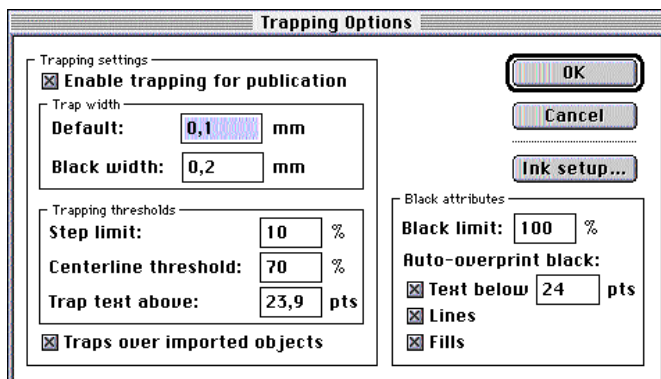 Trapping Options
Trapping settings
Enable trapping for publication
Trap width
Default: 0,1 mm
Black width: 0,2 mm
Trapping thresholds
Step limit: 10 %
Centerline threshold: 70 %
Trap text above: 23,9 pts
Traps over imported objects
OK
Cancel
Ink setup...
Black attributes
Black limit: 100 %
Auto-overprint black:
Text below 24 pts
Lines
Fills